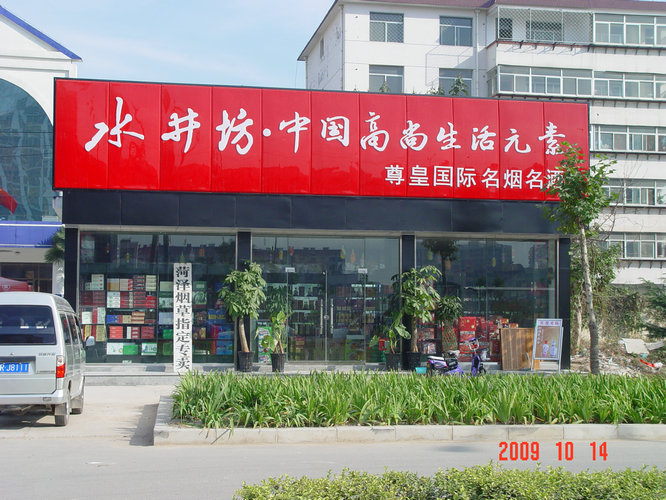 水井坊·中国高尚生活元素
尊皇国际名烟名酒
菏泽烟草指定专卖
RJ8111
2009 10 14